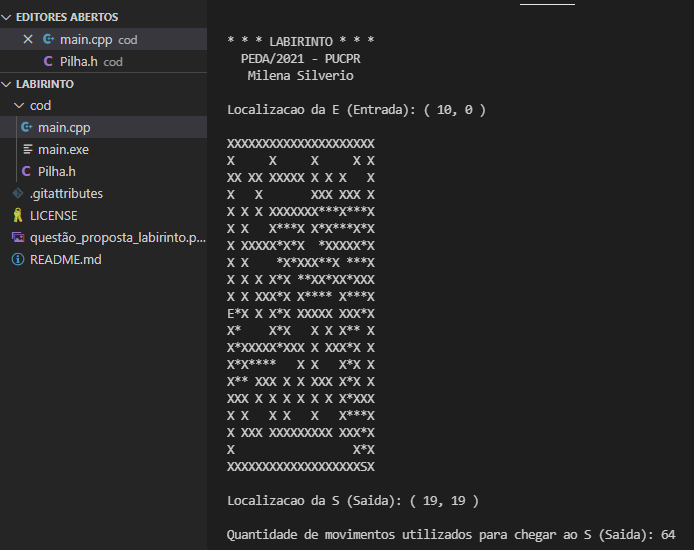 EDITORES ABERTOS
main.cpp cod
Pilha.h cod
LABIRINTO
cod
main.cpp
main.exe
Pilha.h
.gitattributes
LICENSE
questão_proposta_labirinto.p...
README.md
* * * LABIRINTO * * *
PEDA/2021 - PUCPR
Milena Silverio
Localizacao da E (Entrada): ( 10, 0 )
XXXXXXXXXXXXXXXXXXXXX
X     X     X     X X
XX XX XXXXX X X X   X
X   X       XXX XXX X
X X X XXXXXXX***X***X
X X   X***X X*X***X*X
X XXXXX*X*X  *XXXXX*X
X X    *X*XXX**X ***X
X X X X*X **XX*XX*XXX
X X XXX*X X**** X***X
E*X X X*X XXXXX XXX*X
X*    X*X   X X X** X
X*XXXXX*XXX X XXX*X X
X*X****   X X   X*X X
X** XXX X X XXX X*X X
XXX X X X X X X X*XXX
X X   X X   X   X***X
X XXX XXXXXXXXX XXX*X
X                 X*X
XXXXXXXXXXXXXXXXXXXSX
Localizacao da S (Saida): ( 19, 19 )
Quantidade de movimentos utilizados para chegar ao S (Saida): 64